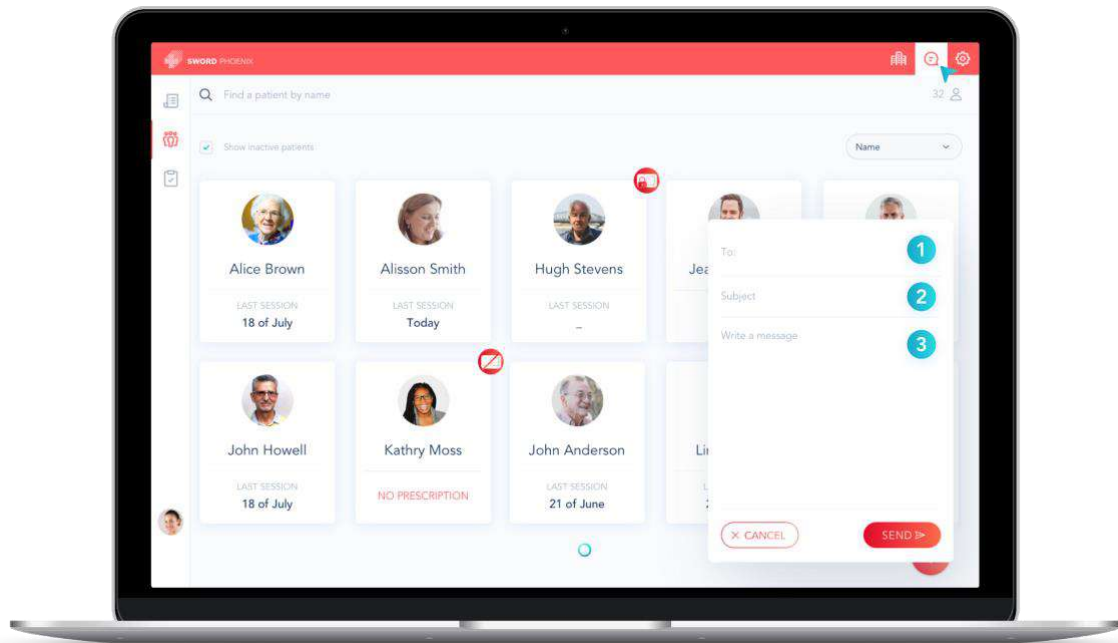 SWORD PHOENIX
Find a patient by name
32
Show inactive patients
Name
Alice Brown
LAST SESSION
18 of July
Alisson Smith
LAST SESSION
Today
Hugh Stevens
LAST SESSION
_
Jea
John Howell
LAST SESSION
18 of July
Kathry Moss
NO PRESCRIPTION
John Anderson
LAST SESSION
21 of June
Li
L
To:
1
Subject
2
Write a message
3
× CANCEL
SEND